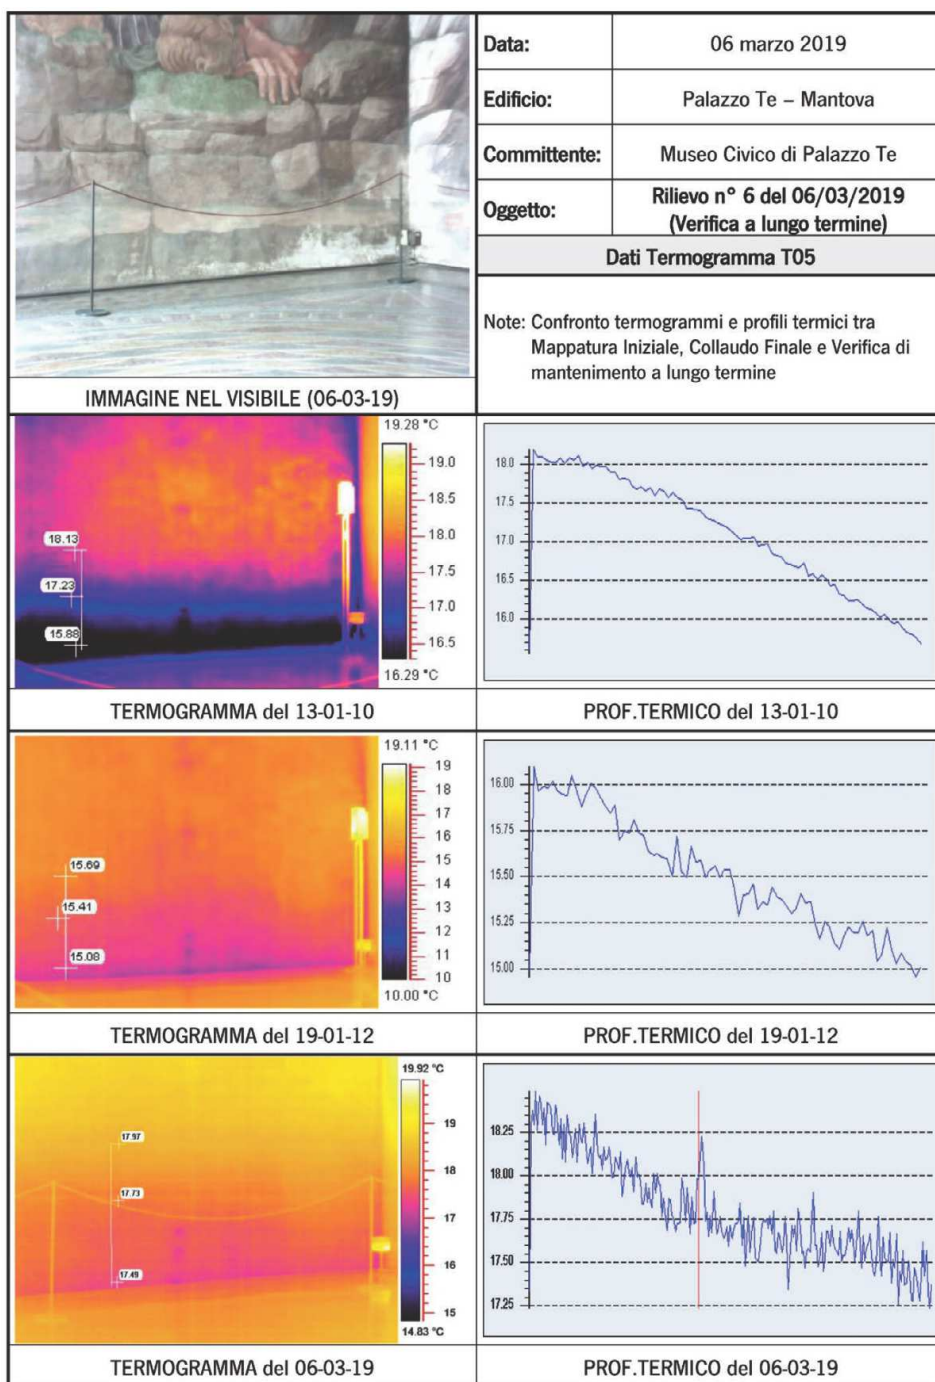 Data: 06 marzo 2019
Edificio: Palazzo Te – Mantova
Committente: Museo Civico di Palazzo Te
Oggetto: Rilievo n° 6 del 06/03/2019
(Verifica a lungo termine)
Dati Termogramma T05
Note: Confronto termogrammi e profili termici tra
Mappatura Iniziale, Collaudo Finale e Verifica di
mantenimento a lungo termine
IMMAGINE NEL VISIBILE (06-03-19)
19.28 °C
19.0
18.5
18.0
17.5
17.0
16.5
16.29 °C
18.13
17.23
15.88
18.0
17.5
17.0
16.5
16.0
TERMOGRAMMA del 13-01-10
PROF.TERMICO del 13-01-10
19.11 °C
19
18
17
16
15
14
13
12
11
10
10.00 °C
15.69
15.41
15.08
16.00
15.75
15.50
15.25
15.00
TERMOGRAMMA del 19-01-12
PROF.TERMICO del 19-01-12
19.92 °C
19
18
17
16
15
14.83 °C
17.97
17.73
17.49
18.25
18.00
17.75
17.50
17.25
TERMOGRAMMA del 06-03-19
PROF.TERMICO del 06-03-19